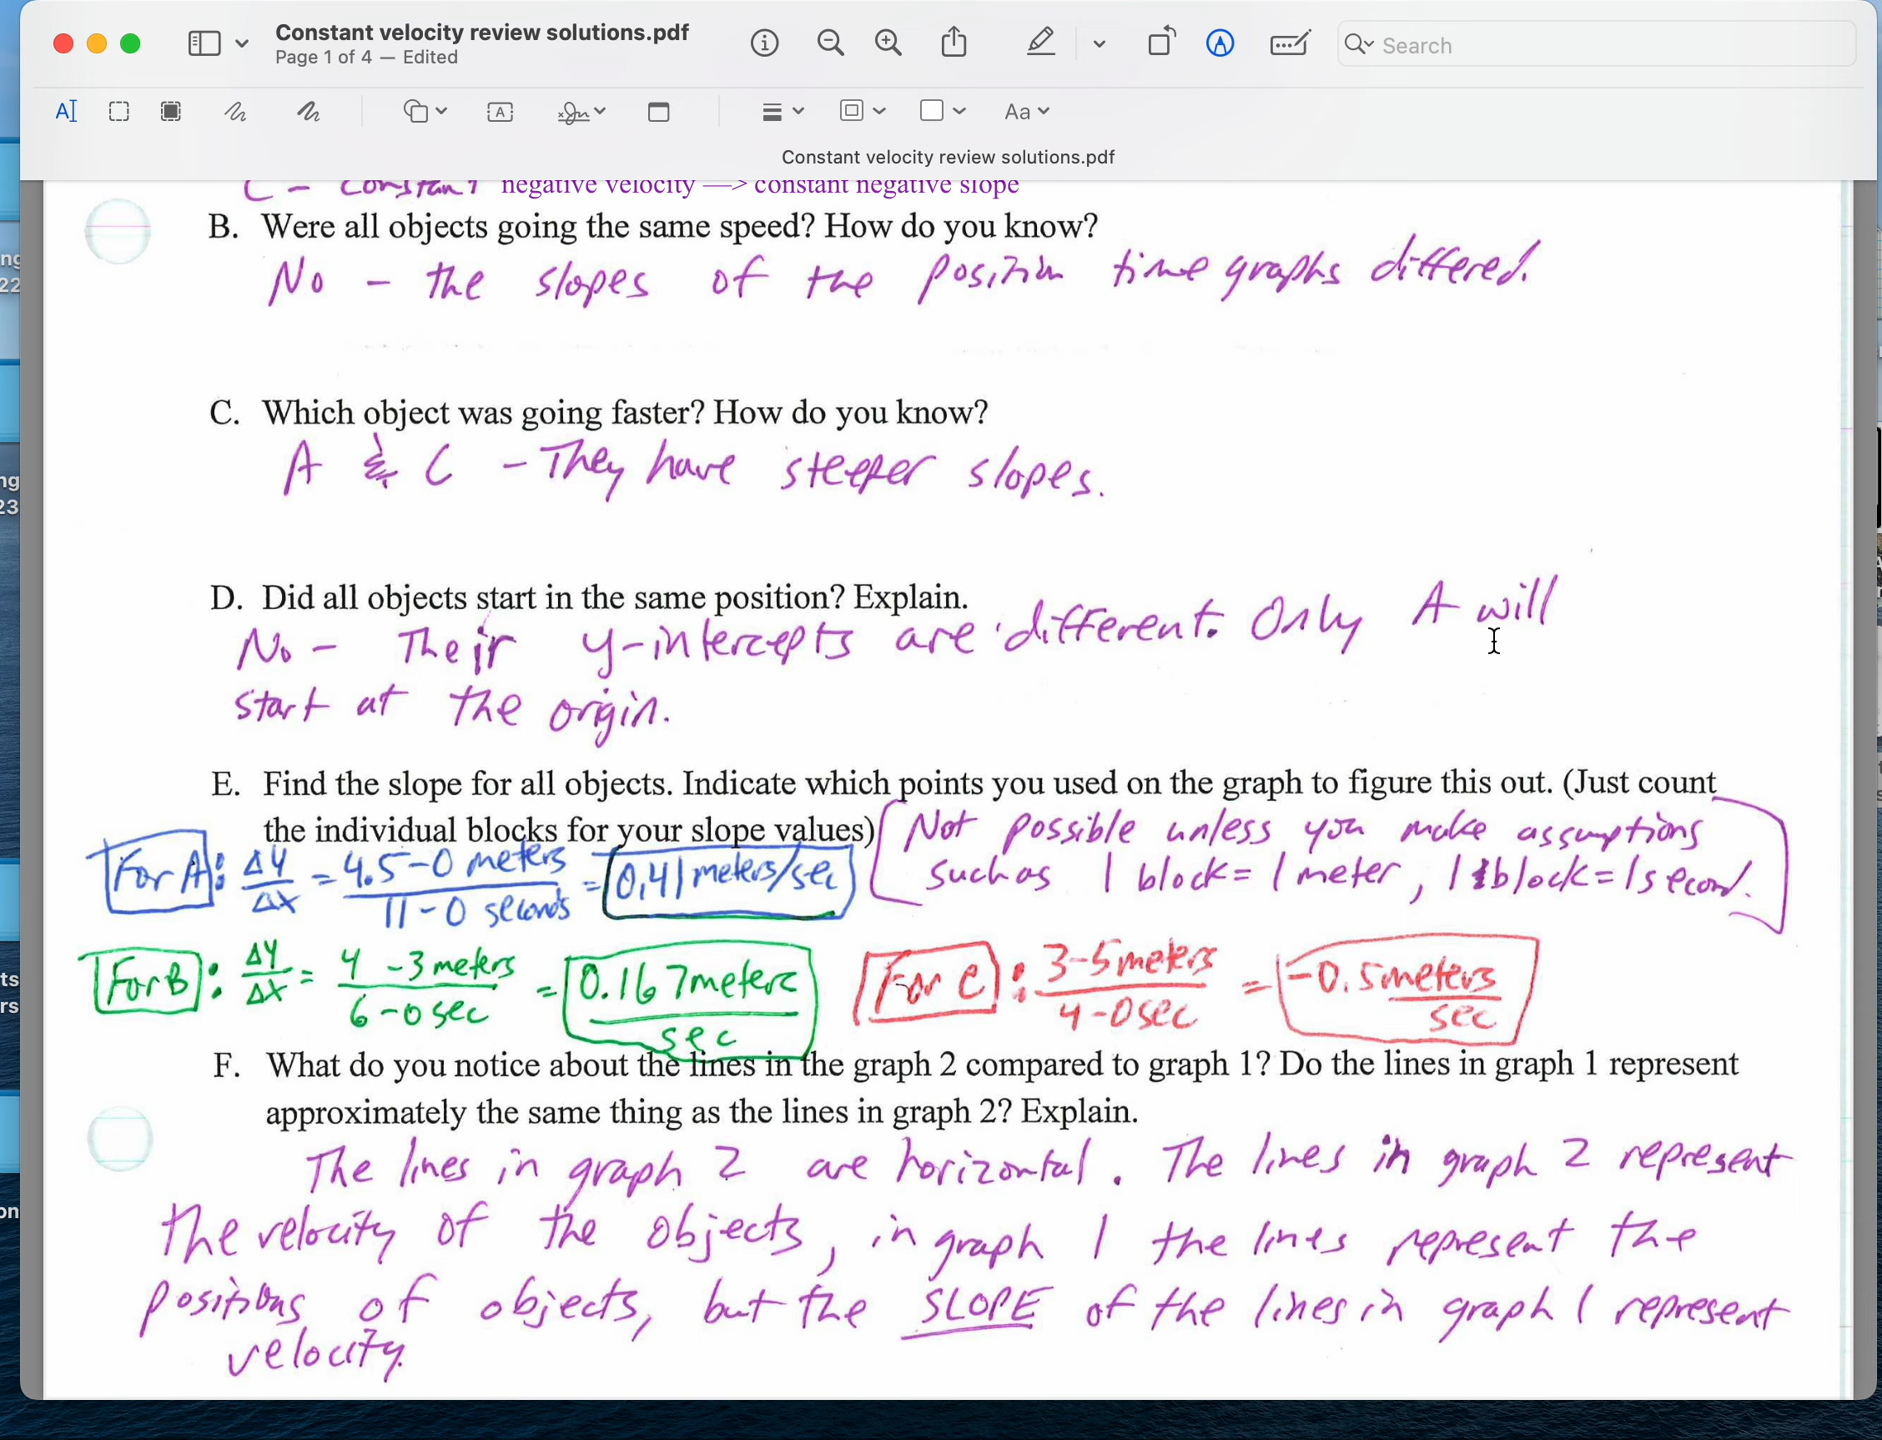 Constant velocity review solutions.pdf
Page 1 of 4 — Edited
Search
Aa
Constant velocity review solutions.pdf
C - constant negative velocity —> constant negative slope
B. Were all objects going the same speed? How do you know?
No - the slopes of the position time graphs differed.
C. Which object was going faster? How do you know?
A & C - They have steeper slopes.
D. Did all objects start in the same position? Explain.
No - Their y-intercepts are different. Only A will
start at the origin.
E. Find the slope for all objects. Indicate which points you used on the graph to figure this out. (Just count
the individual blocks for your slope values)
Not possible unless you make assumptions
such as 1 block = 1 meter, 1 block = 1 second.
For A: ΔY/ΔX = 4.5-0 meters/11-0 seconds = 0.41 meters/sec
For B: ΔY/ΔX = 4-3 meters/6-0 sec = 0.167 meters/sec
For C: 3-5 meters/4-0 sec = -0.5 meters/sec
F. What do you notice about the lines in the graph 2 compared to graph 1? Do the lines in graph 1 represent
approximately the same thing as the lines in graph 2? Explain.
The lines in graph 2 are horizontal. The lines in graph 2 represent
the velocity of the objects, in graph 1 the lines represent the
positions of objects, but the SLOPE of the lines in graph 1 represent
velocity.